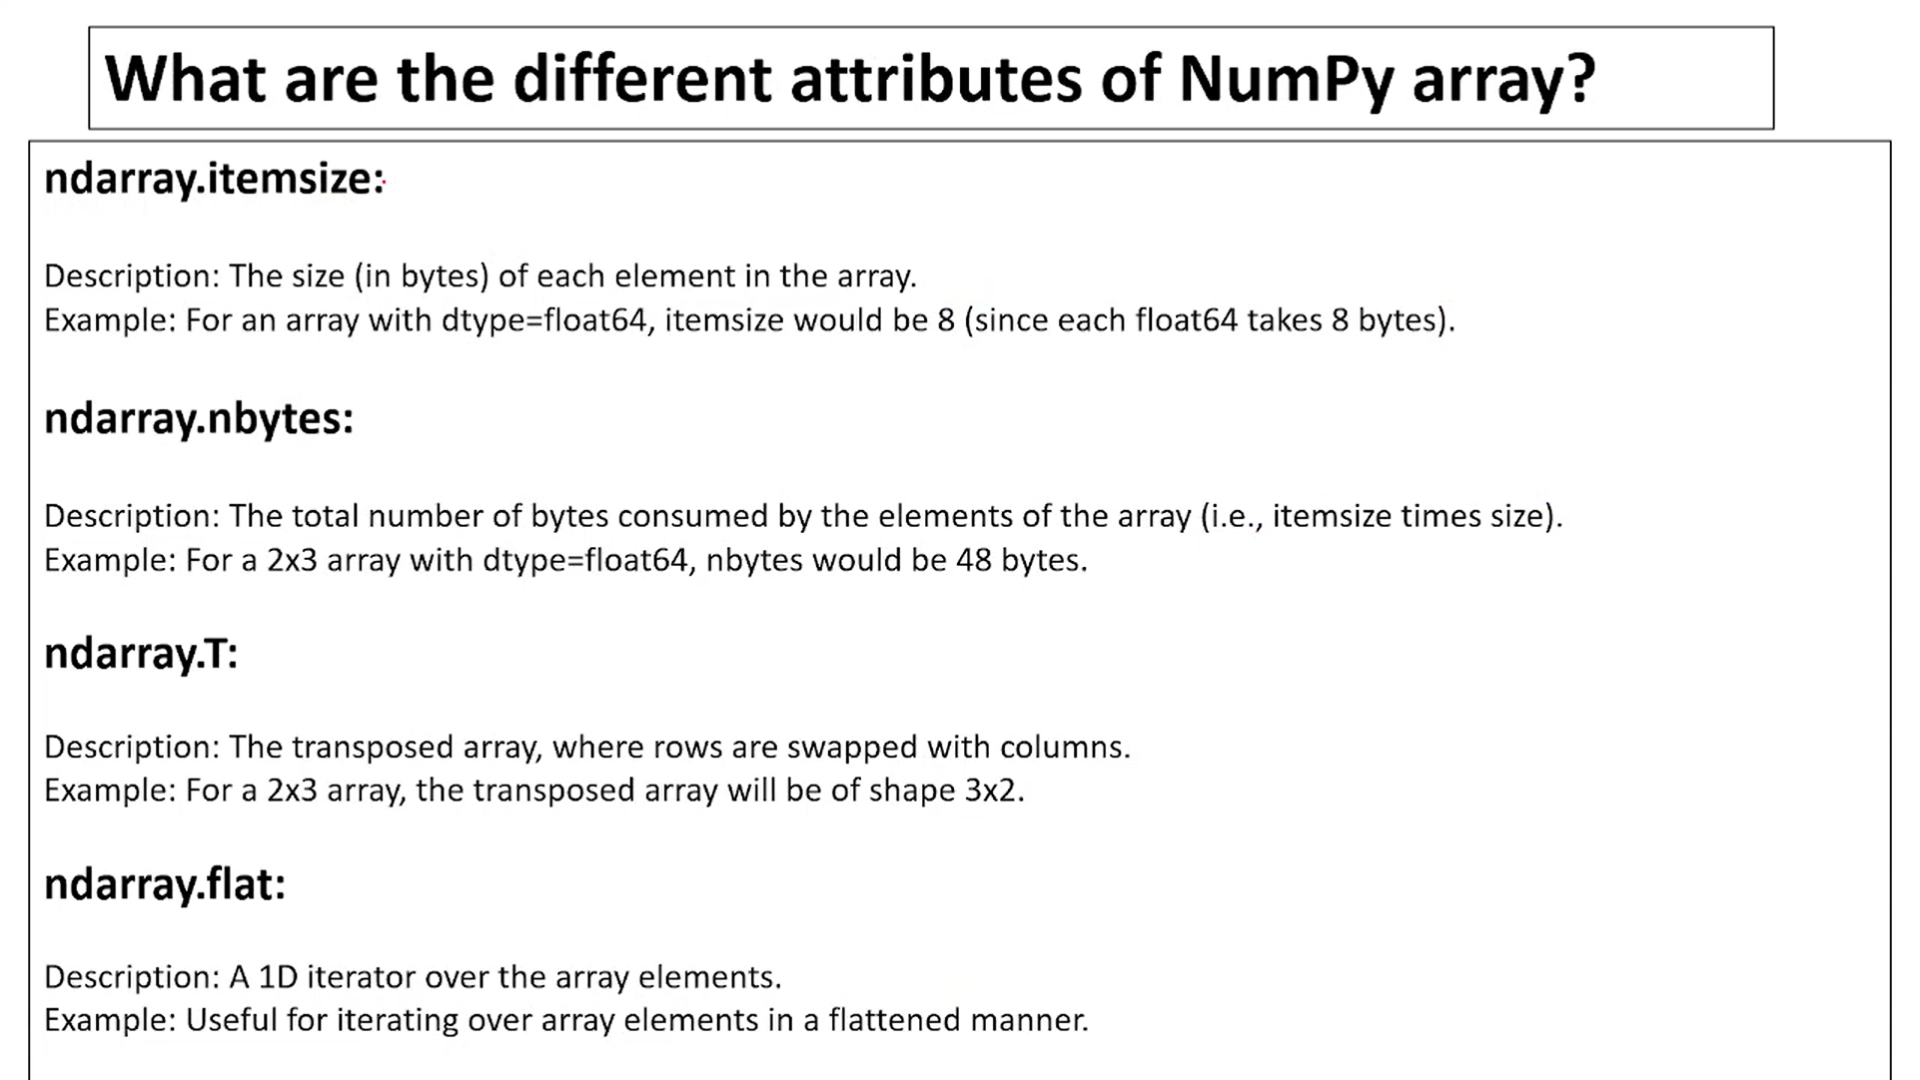 What are the different attributes of NumPy array?
ndarray.itemsize:
Description: The size (in bytes) of each element in the array.
Example: For an array with dtype=float64, itemsize would be 8 (since each float64 takes 8 bytes).
ndarray.nbytes:
Description: The total number of bytes consumed by the elements of the array (i.e., itemsize times size).
Example: For a 2x3 array with dtype=float64, nbytes would be 48 bytes.
ndarray.T:
Description: The transposed array, where rows are swapped with columns.
Example: For a 2x3 array, the transposed array will be of shape 3x2.
ndarray.flat:
Description: A 1D iterator over the array elements.
Example: Useful for iterating over array elements in a flattened manner.